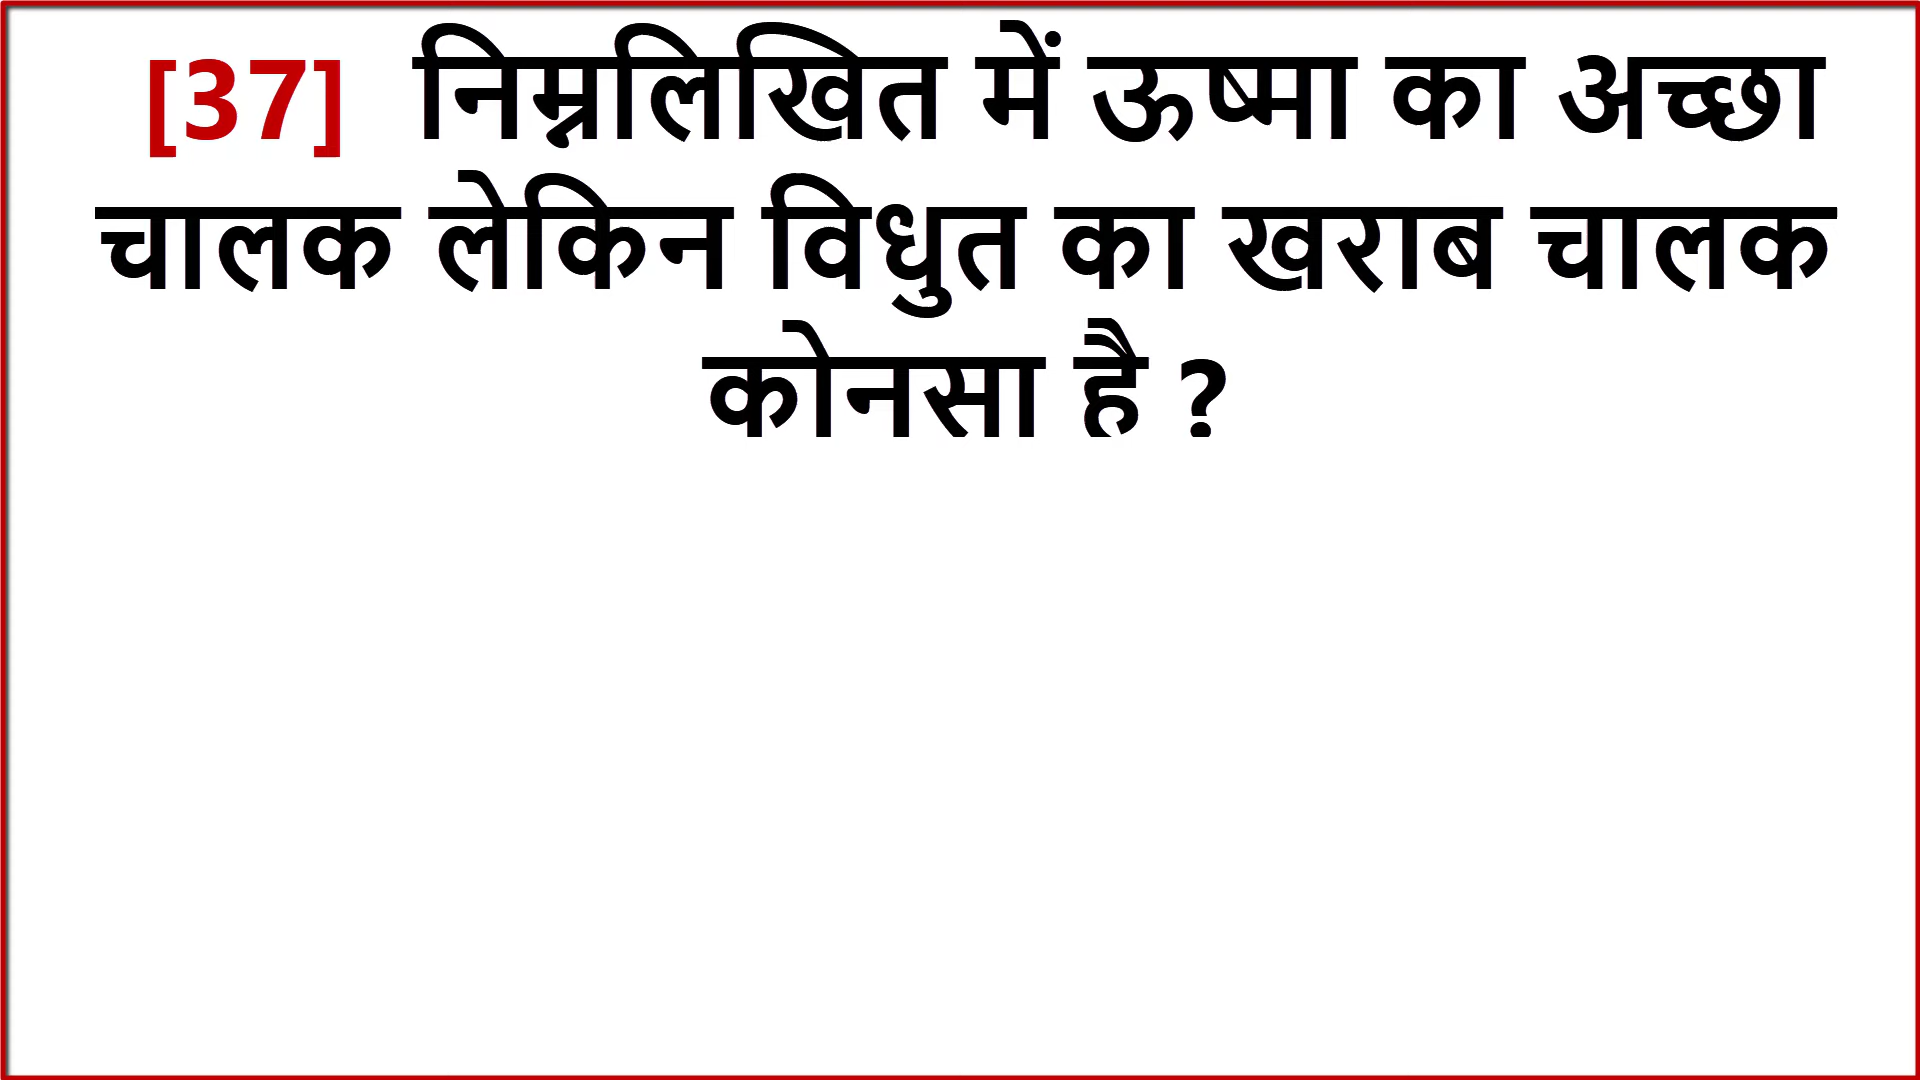 [37] निम्नलिखित में ऊष्मा का अच्छा
चालक लेकिन विधुत का खराब चालक
कोनसा है ?